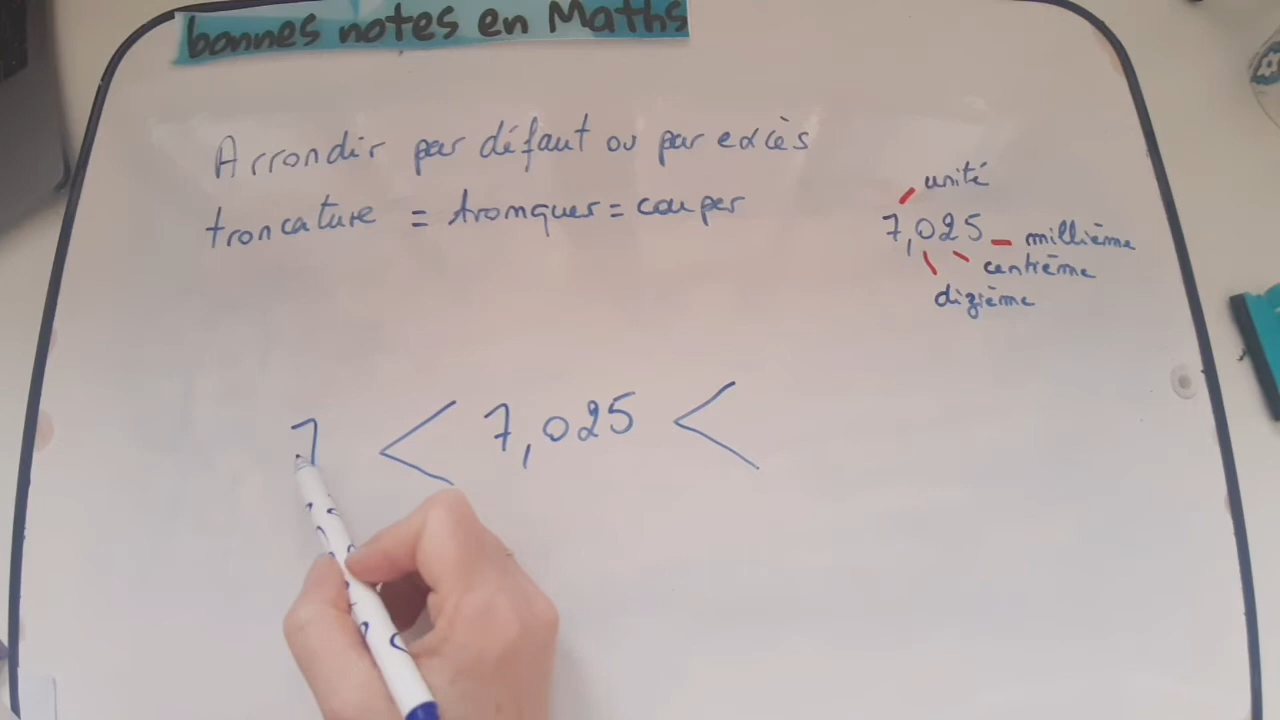 bonnes notes en Maths
Arrondir par défaut ou par excès
troncature = tronquer = couper
unité
7,025 millième
centième
dizième
7 < 7,025 <